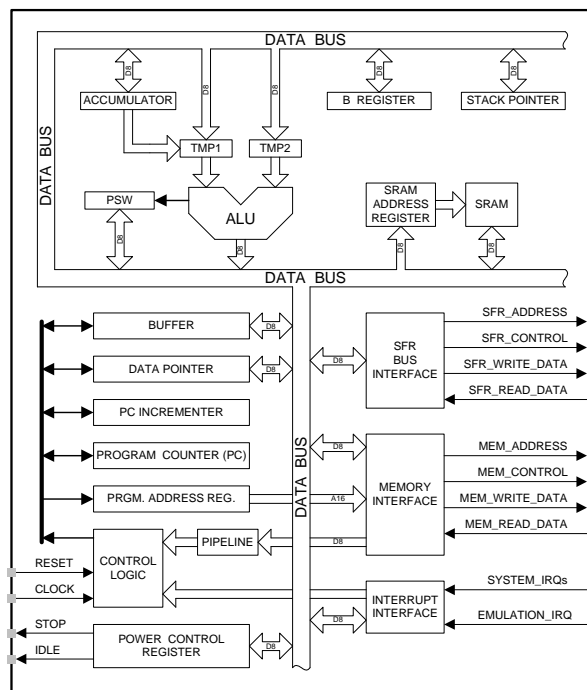 DATA BUS
D8
D8
D8
D8
D8
ACCUMULATOR
B REGISTER
STACK POINTER
DATA BUS
TMP1
TMP2
PSW
ALU
SRAM
ADDRESS
REGISTER
SRAM
D8
D8
D8
D8
DATA BUS
BUFFER
D8
DATA POINTER
D8
PC INCREMENTER
PROGRAM COUNTER (PC)
PRGM. ADDRESS REG.
A16
DATA BUS
D8
SFR
BUS
INTERFACE
SFR_ADDRESS
SFR_CONTROL
SFR_WRITE_DATA
SFR_READ_DATA
D8
MEMORY
INTERFACE
MEM_ADDRESS
MEM_CONTROL
MEM_WRITE_DATA
MEM_READ_DATA
RESET
CLOCK
CONTROL
LOGIC
PIPELINE
D8
STOP
IDLE
POWER CONTROL
REGISTER
D8
D8
INTERRUPT
INTERFACE
SYSTEM_IRQs
EMULATION_IRQ